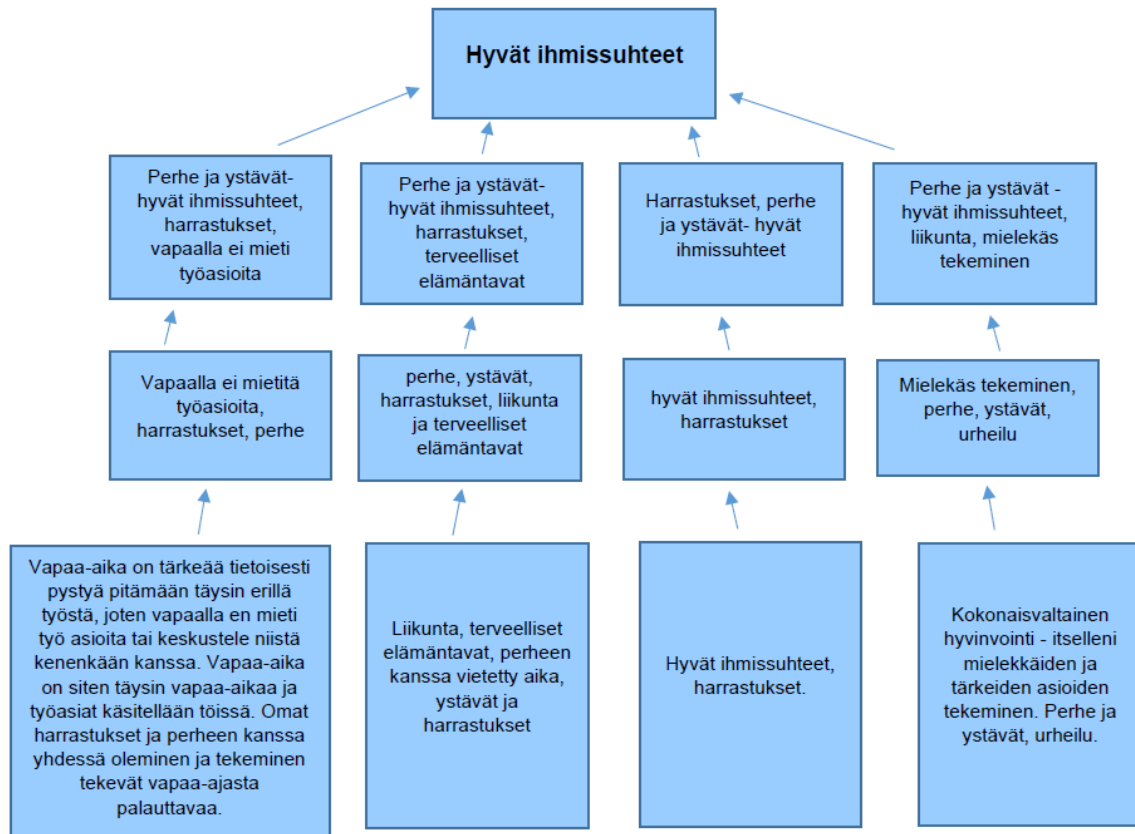 Hyvät ihmissuhteet
Perhe ja ystävät-
hyvät ihmissuhteet,
harrastukset,
vapaalla ei mieti
työasioita
Perhe ja ystävät-
hyvät ihmissuhteet,
harrastukset,
terveelliset
elämäntavat
Harrastukset, perhe
ja ystävät- hyvät
ihmissuhteet
Perhe ja ystävät -
hyvät ihmissuhteet,
liikunta, mielekäs
tekeminen
Vapaalla ei mietitä
työasioita,
harrastukset, perhe
perhe, ystävät,
harrastukset, liikunta
ja terveelliset
elämäntavat
hyvät ihmissuhteet,
harrastukset
Mielekäs tekeminen,
perhe, ystävät,
urheilu
Vapaa-aika on tärkeää tietoisesti
pystyä pitämään täysin erillä
työstä, joten vapaalla en mieti
työ asioita tai keskustele niistä
kenenkään kanssa. Vapaa-aika
on siten täysin vapaa-aikaa ja
työasiat käsitellään töissä. Omat
harrastukset ja perheen kanssa
yhdessä oleminen ja tekeminen
tekevät vapaa-ajasta
palauttavaa.
Liikunta, terveelliset
elämäntavat, perheen
kanssa vietetty aika,
ystävät ja
harrastukset
Hyvät ihmissuhteet,
harrastukset.
Kokonaisvaltainen
hyvinvointi - itselleni
mielekkäiden ja
tärkeiden asioiden
tekeminen. Perhe ja
ystävät, urheilu.